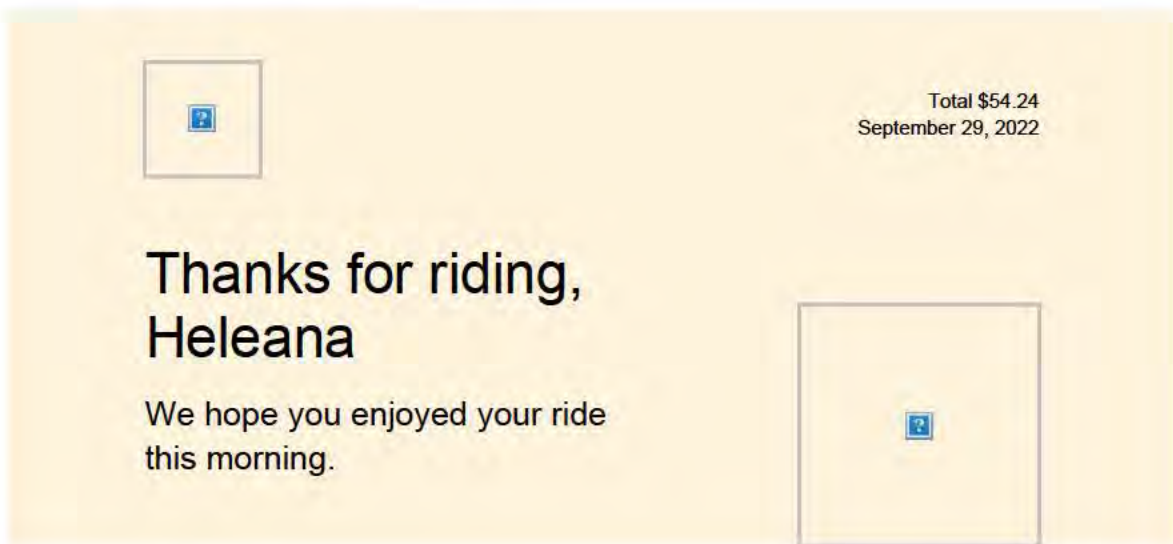 Total $54.24
September 29, 2022
Thanks for riding,
Heleana
We hope you enjoyed your ride
this morning.